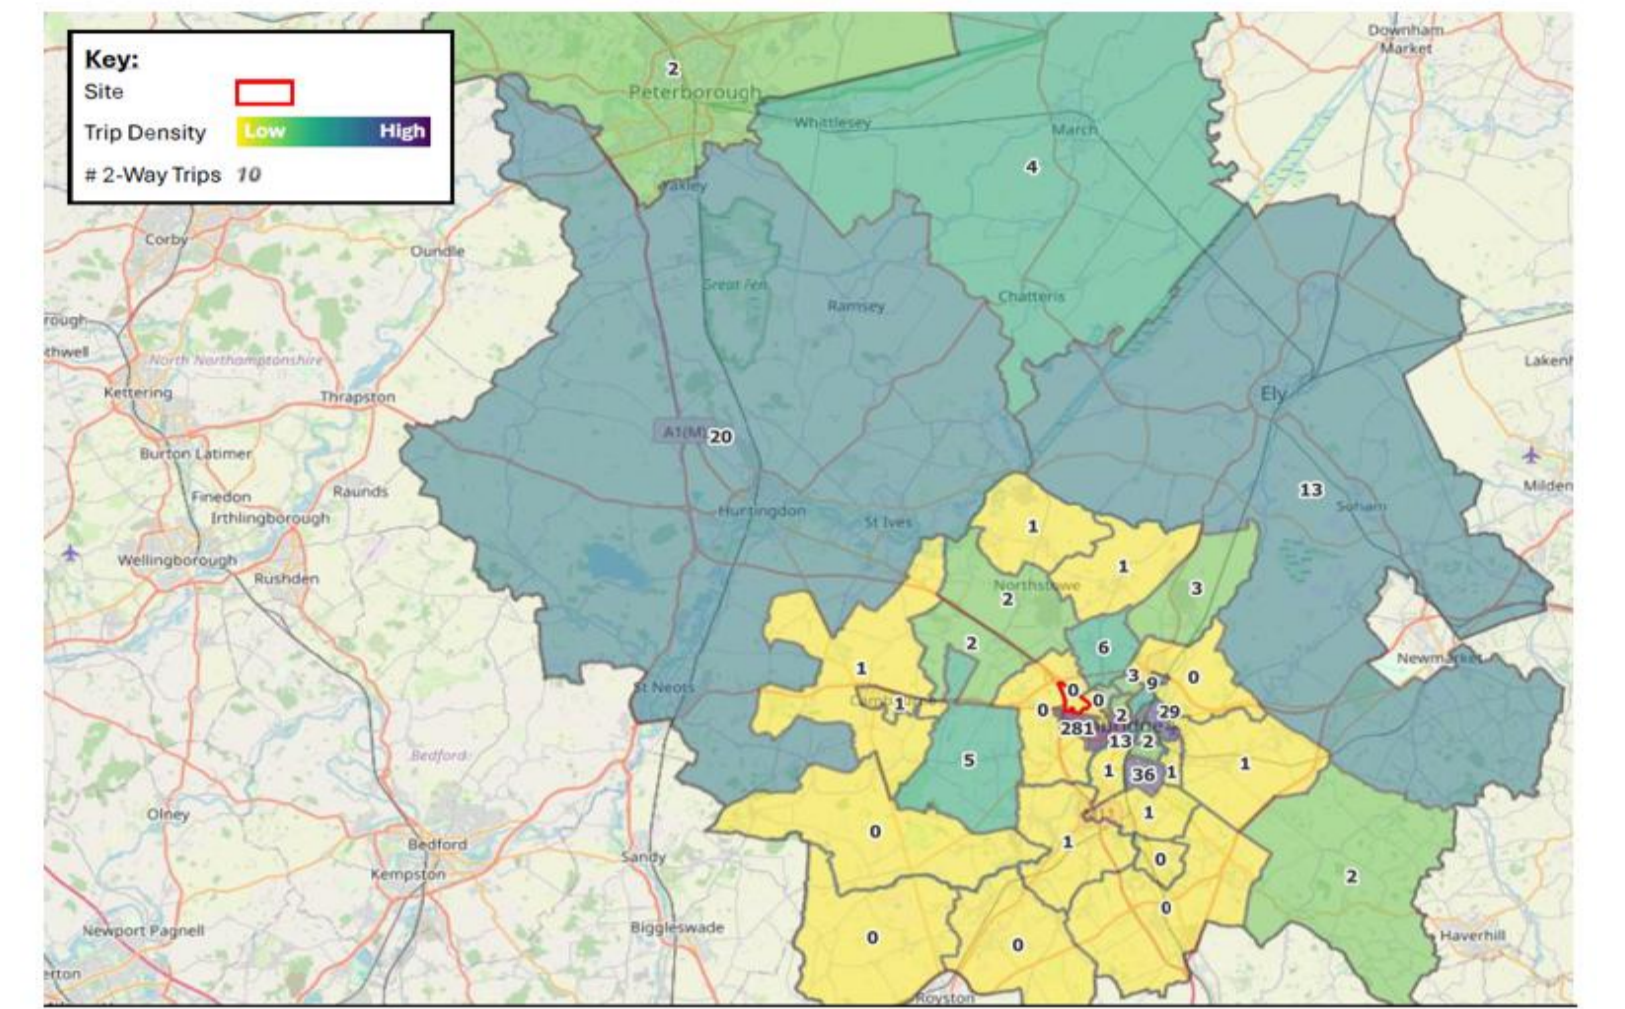 Key:
Site
Trip Density Low High
# 2-Way Trips 10
Downham
Market
2
Peterborough
Whittlesey
March
4
Corby
Oundle
Great Fen
Ramsey
Chatteris
North Northamptonshire
Kettering
Thrapston
Ely
A1(M) 20
Burton Latimer
13
Finedon
Raunds
Soham
Irthlingborough
Huntingdon
St Ives
1
Wellingborough
1
Rushden
Northstowe
2
3
2
6
Newmarket
1
3
9
0
St Neots
0
0
1
0
2
29
281
13
2
Bedford
5
1
36
1
1
Olney
1
0
1
Bedford
Sandy
0
Kempston
2
0
Newport Pagnell
Biggleswade
0
0
Haverhill
Royston